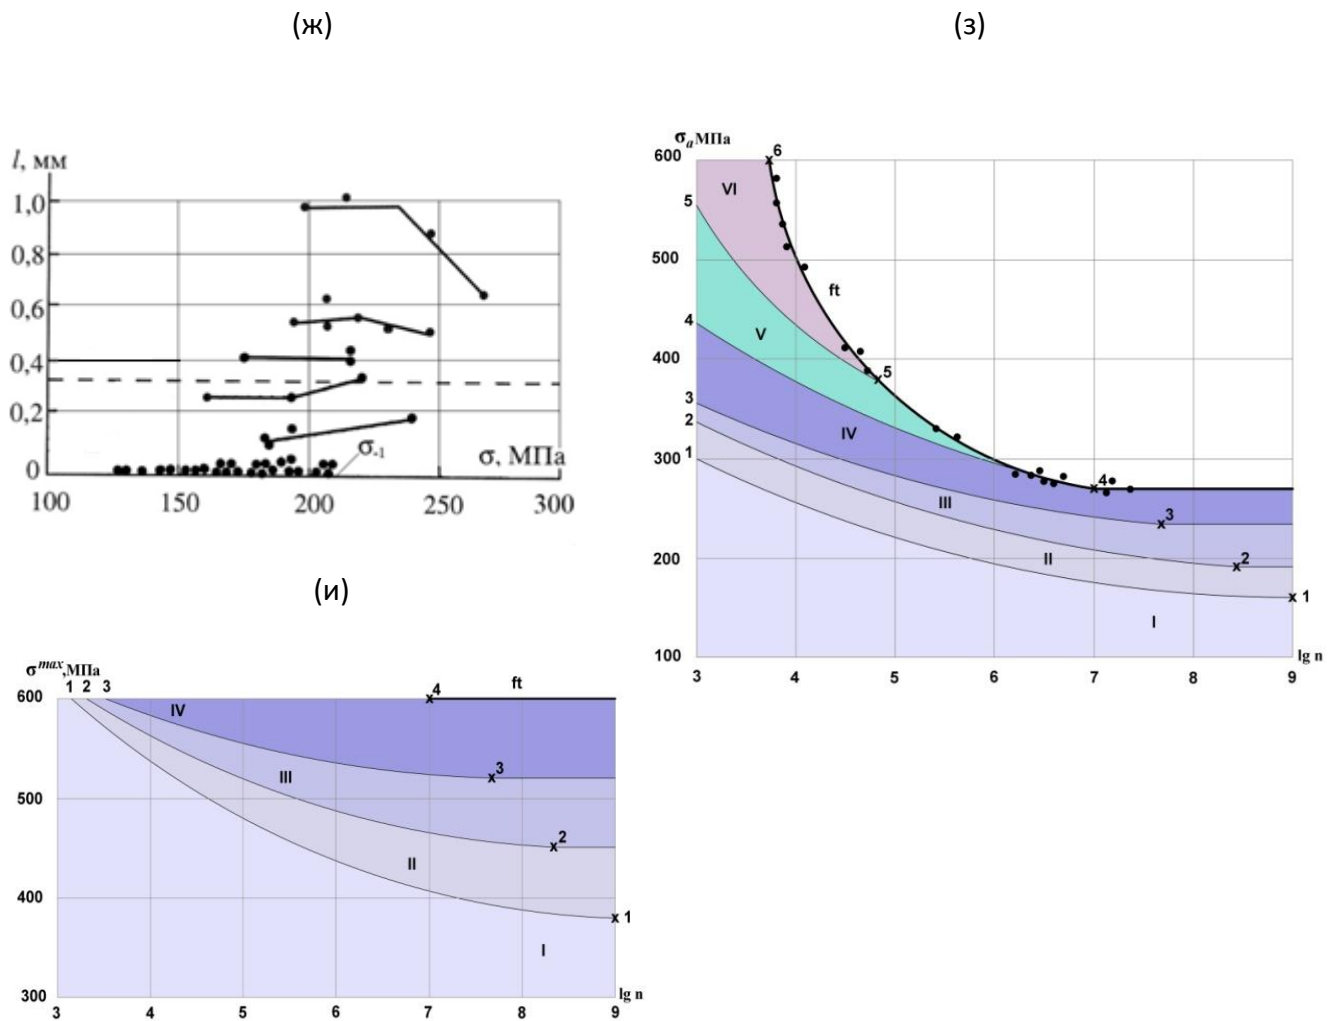 (ж)
(з)
l, мм
1,0
0,8
0,6
0,4
0,2
0
σ-1
σ, МПа
100 150 200 250 300
σa МПа
600
500
400
300
200
100
5
4
3
2
1
6
5
4
3
2
1
VI
V
IV
III
II
I
ft
lg n
3 4 5 6 7 8 9
(и)
σmax, МПа
600
500
400
300
1 2 3
4
3
2
1
ft
IV
III
II
I
lg n
3 4 5 6 7 8 9